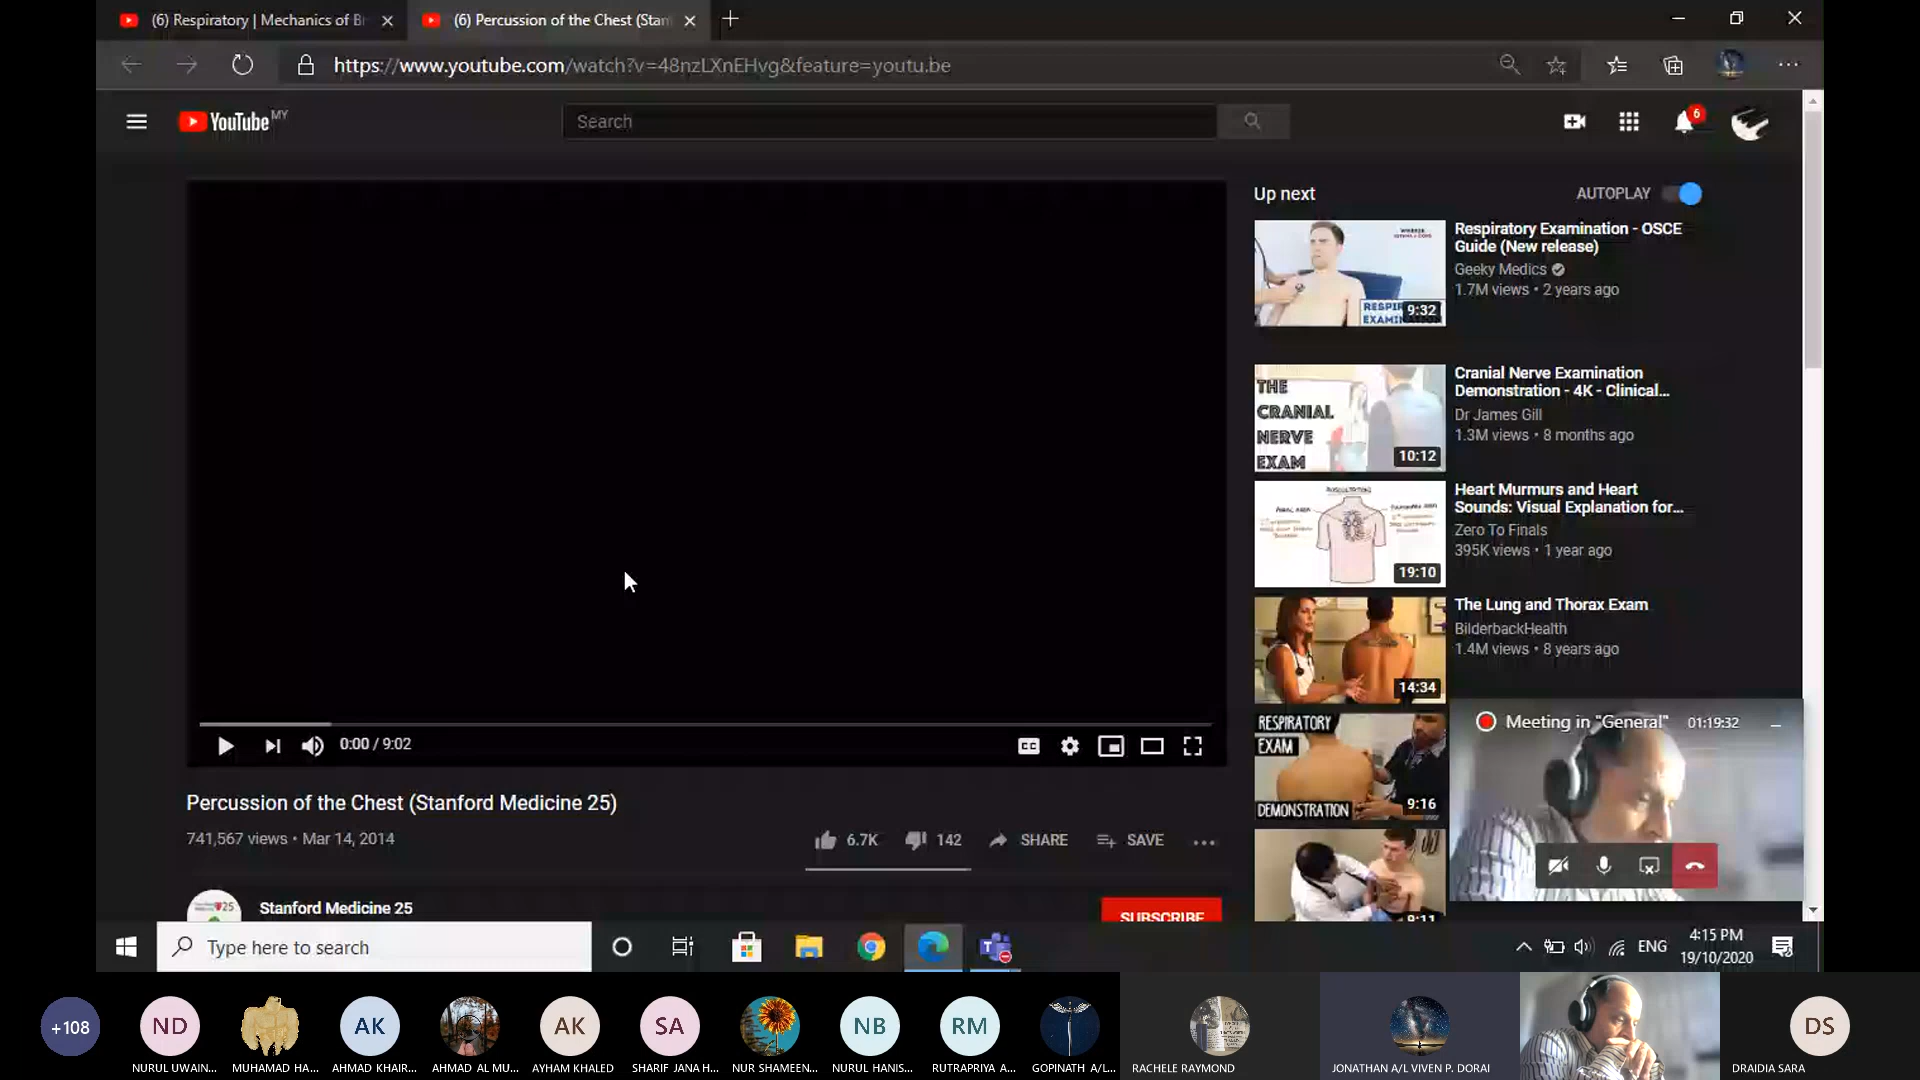 (6) Respiratory | Mechanics of Br
(6) Percussion of the Chest (Stan
https://www.youtube.com/watch?v=48nzLXnEHvg&feature=youtu.be
YouTube MY
Search
6
Up next
AUTOPLAY
Respiratory Examination - OSCE
Guide (New release)
Geeky Medics
1.7M views • 2 years ago
9:32
THE
CRANIAL
NERVE
EXAM
10:12
Cranial Nerve Examination
Demonstration - 4K - Clinical...
Dr James Gill
1.3M views • 8 months ago
19:10
Heart Murmurs and Heart
Sounds: Visual Explanation for...
Zero To Finals
395K views • 1 year ago
14:34
The Lung and Thorax Exam
BilderbackHealth
1.4M views • 8 years ago
RESPIRATORY
EXAM
DEMONSTRATION
9:16
Meeting in "General" 01:19:32
0:00 / 9:02
CC
Percussion of the Chest (Stanford Medicine 25)
741,567 views • Mar 14, 2014
6.7K 142 SHARE SAVE
Stanford Medicine 25
SUBSCRIBE
9:11
Type here to search
ENG
4:15 PM
19/10/2020
+108
ND
AK
AK
SA
NB
RM
DS
NURUL UWAIN...
MUHAMAD HA...
AHMAD KHAIR...
AHMAD AL MU...
AYHAM KHALED
SHARIF JANA H...
NUR SHAMEEN...
NURUL HANIS...
RUTRAPRIYA A...
GOPINATH A/L...
RACHELE RAYMOND
JONATHAN A/L VIVEN P. DORAI
DRAIDIA SARA